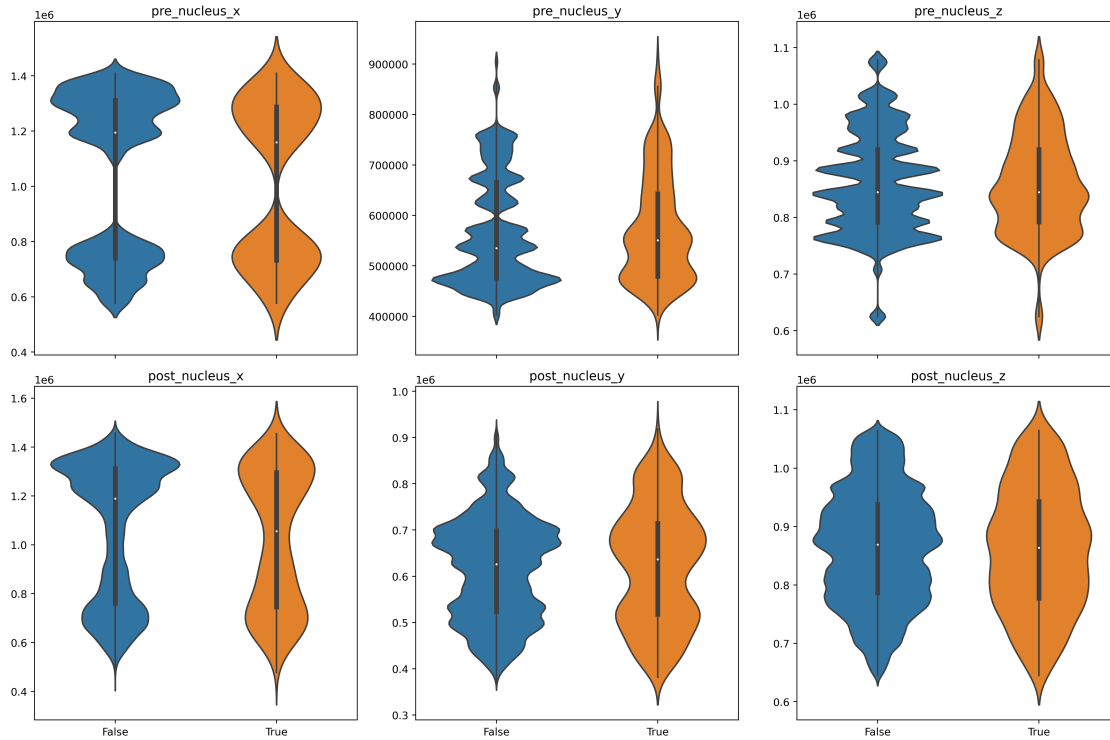 pre_nucleus_x
1e6
1.4
1.2
1.0
0.8
0.6
0.4
pre_nucleus_y
900000
800000
700000
600000
500000
400000
pre_nucleus_z
1e6
1.1
1.0
0.9
0.8
0.7
0.6
post_nucleus_x
1e6
1.6
1.4
1.2
1.0
0.8
0.6
0.4
False
True
post_nucleus_y
1e6
1.0
0.9
0.8
0.7
0.6
0.5
0.4
0.3
False
True
post_nucleus_z
1e6
1.1
1.0
0.9
0.8
0.7
0.6
False
True